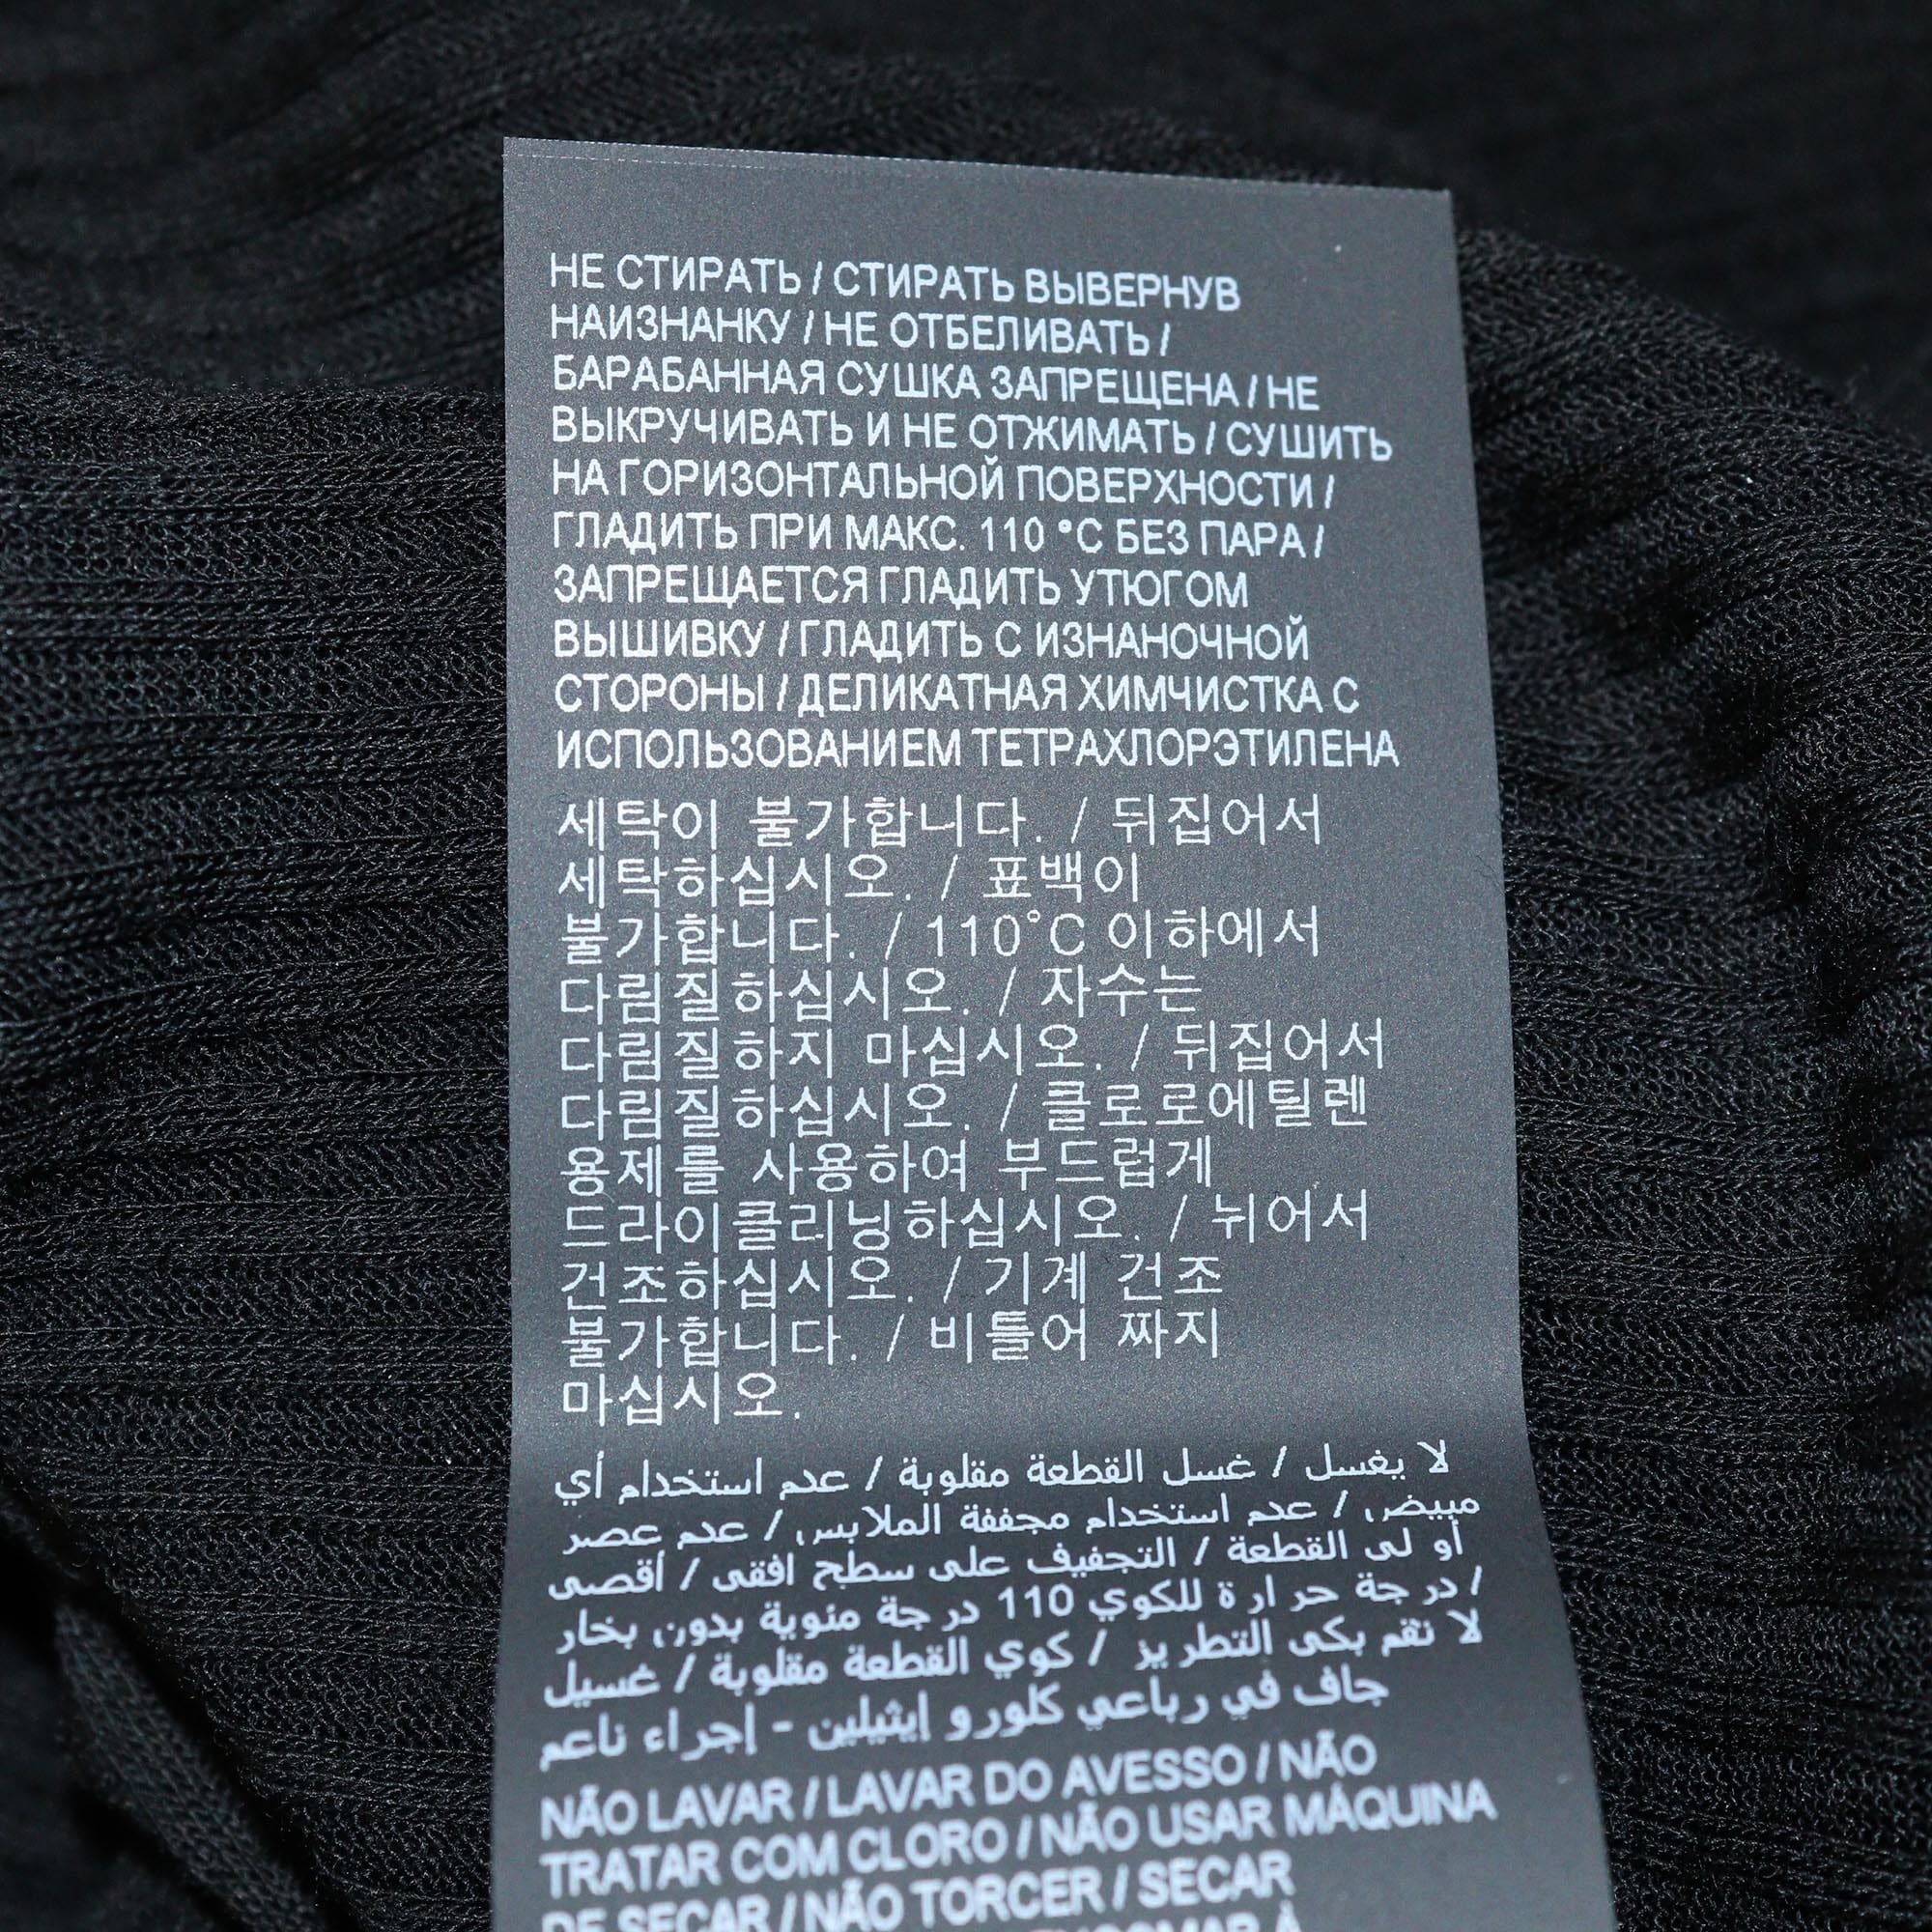 НЕ СТИРАТЬ / СТИРАТЬ ВЫВЕРНУВ
НАИЗНАНКУ / НЕ ОТБЕЛИВАТЬ /
БАРАБАННАЯ СУШКА ЗАПРЕЩЕНА / НЕ
ВЫКРУЧИВАТЬ И НЕ ОТЖИМАТЬ / СУШИТЬ
НА ГОРИЗОНТАЛЬНОЙ ПОВЕРХНОСТИ /
ГЛАДИТЬ ПРИ МАКС. 110 °C БЕЗ ПАРА /
ЗАПРЕЩАЕТСЯ ГЛАДИТЬ УТЮГОМ
ВЫШИВКУ / ГЛАДИТЬ С ИЗНАНОЧНОЙ
СТОРОНЫ / ДЕЛИКАТНАЯ ХИМЧИСТКА С
ИСПОЛЬЗОВАНИЕМ ТЕТРАХЛОРЭТИЛЕНА
세탁이 불가합니다. / 뒤집어서
세탁하십시오. / 표백이
불가합니다. / 110°C 이하에서
다림질하십시오. / 자수는
다림질하지 마십시오. / 뒤집어서
다림질하십시오. / 클로로에틸렌
용제를 사용하여 부드럽게
드라이클리닝하십시오. / 뉘어서
건조하십시오. / 기계 건조
불가합니다. / 비틀어 짜지
마십시오.
لا يغسل / غسل القطعة مقلوبة / عدم استخدام أي
مبيض / عدم استخدام مجففة الملابس / عدم عصر
أو لى القطعة / التجفيف على سطح افقى / أقصى
درجة حرارة للكوي 110 درجة مئوية بدون بخار /
لا تقم بكى التطريز / كوي القطعة مقلوبة / غسيل
جاف في رباعي كلورو إيثيلين - إجراء ناعم
NÃO LAVAR / LAVAR DO AVESSO / NÃO
TRATAR COM CLORO / NÃO USAR MÁQUINA
DE SECAR / NÃO TORCER / SECAR